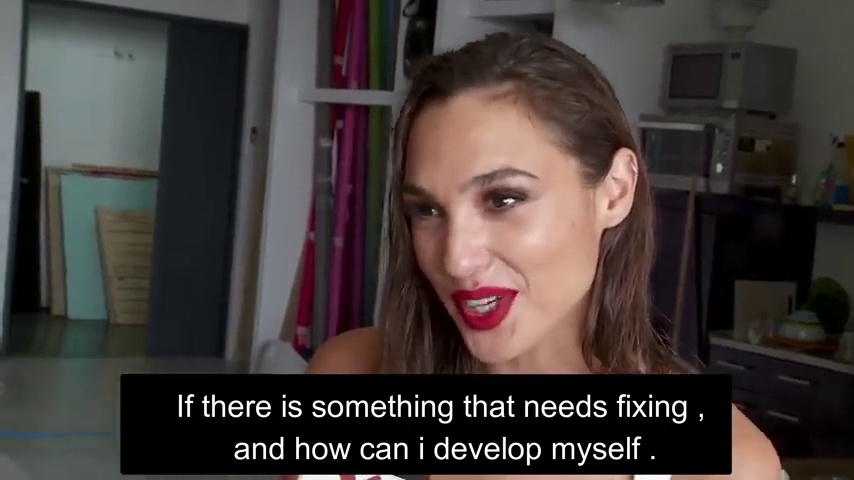 If there is something that needs fixing ,
and how can i develop myself .